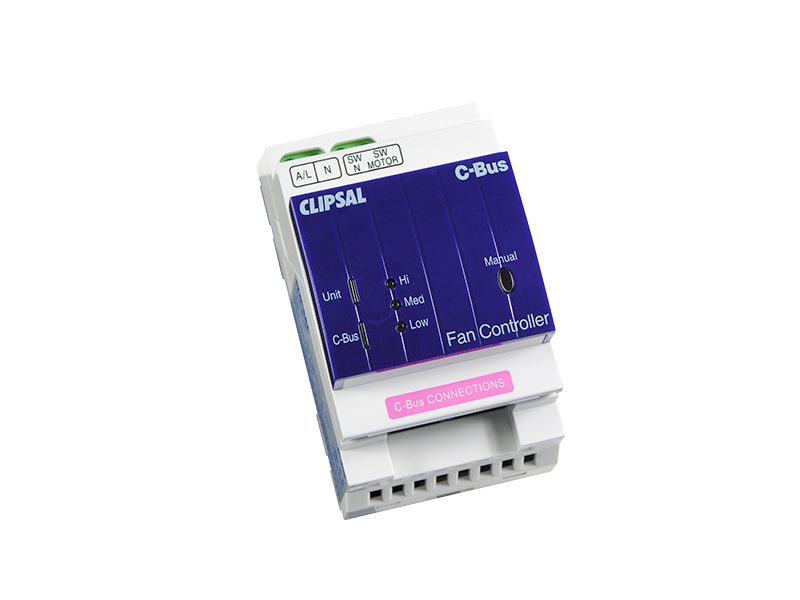 A/L N
SW N
SW MOTOR
CLIPSAL
C-Bus
Manual
Unit
Hi
Med
C-Bus
Low
Fan Controller
C-Bus CONNECTIONS